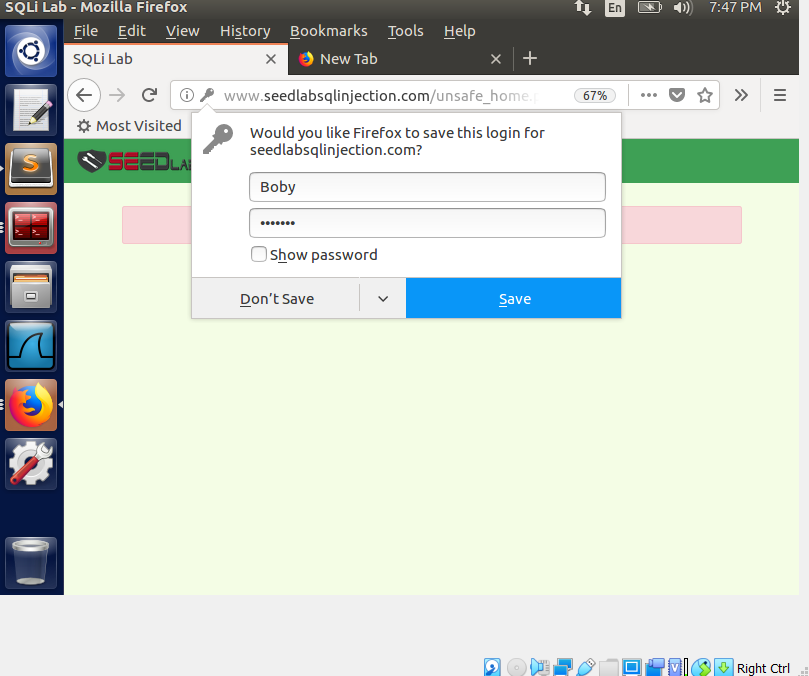 SQLi Lab - Mozilla Firefox
En
7:47 PM
File Edit View History Bookmarks Tools Help
SQLi Lab
New Tab
www.seedlabsqlinjection.com/unsafe_home.
67%
Most Visited
Would you like Firefox to save this login for
seedlabsqlinjection.com?
SEED
Boby
•••••••
Show password
Don’t Save
Save
Right Ctrl